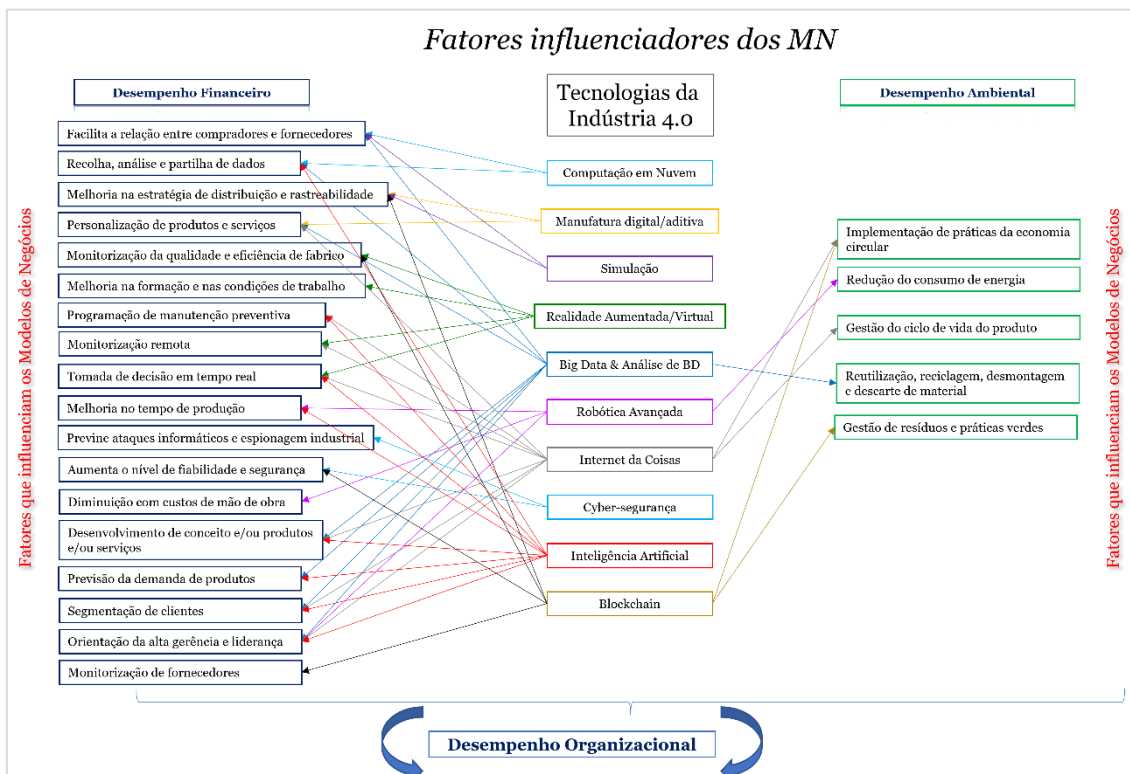 Fatores influenciadores dos MN
Desempenho Financeiro
Tecnologias da
Indústria 4.0
Desempenho Ambiental
Fatores que influenciam os Modelos de Negócios
Facilita a relação entre compradores e fornecedores
Recolha, análise e partilha de dados
Melhoria na estratégia de distribuição e rastreabilidade
Personalização de produtos e serviços
Monitorização da qualidade e eficiência de fabrico
Melhoria na formação e nas condições de trabalho
Programação de manutenção preventiva
Monitorização remota
Tomada de decisão em tempo real
Melhoria no tempo de produção
Previne ataques informáticos e espionagem industrial
Aumenta o nível de fiabilidade e segurança
Diminuição com custos de mão de obra
Desenvolvimento de conceito e/ou produtos
e/ou serviços
Previsão da demanda de produtos
Segmentação de clientes
Orientação da alta gerência e liderança
Monitorização de fornecedores
Computação em Nuvem
Manufatura digital/aditiva
Simulação
Realidade Aumentada/Virtual
Big Data & Análise de BD
Robótica Avançada
Internet da Coisas
Cyber-segurança
Inteligência Artificial
Blockchain
Implementação de práticas da economia
circular
Redução do consumo de energia
Gestão do ciclo de vida do produto
Reutilização, reciclagem, desmontagem
e descarte de material
Gestão de resíduos e práticas verdes
Fatores que influenciam os Modelos de Negócios
Desempenho Organizacional